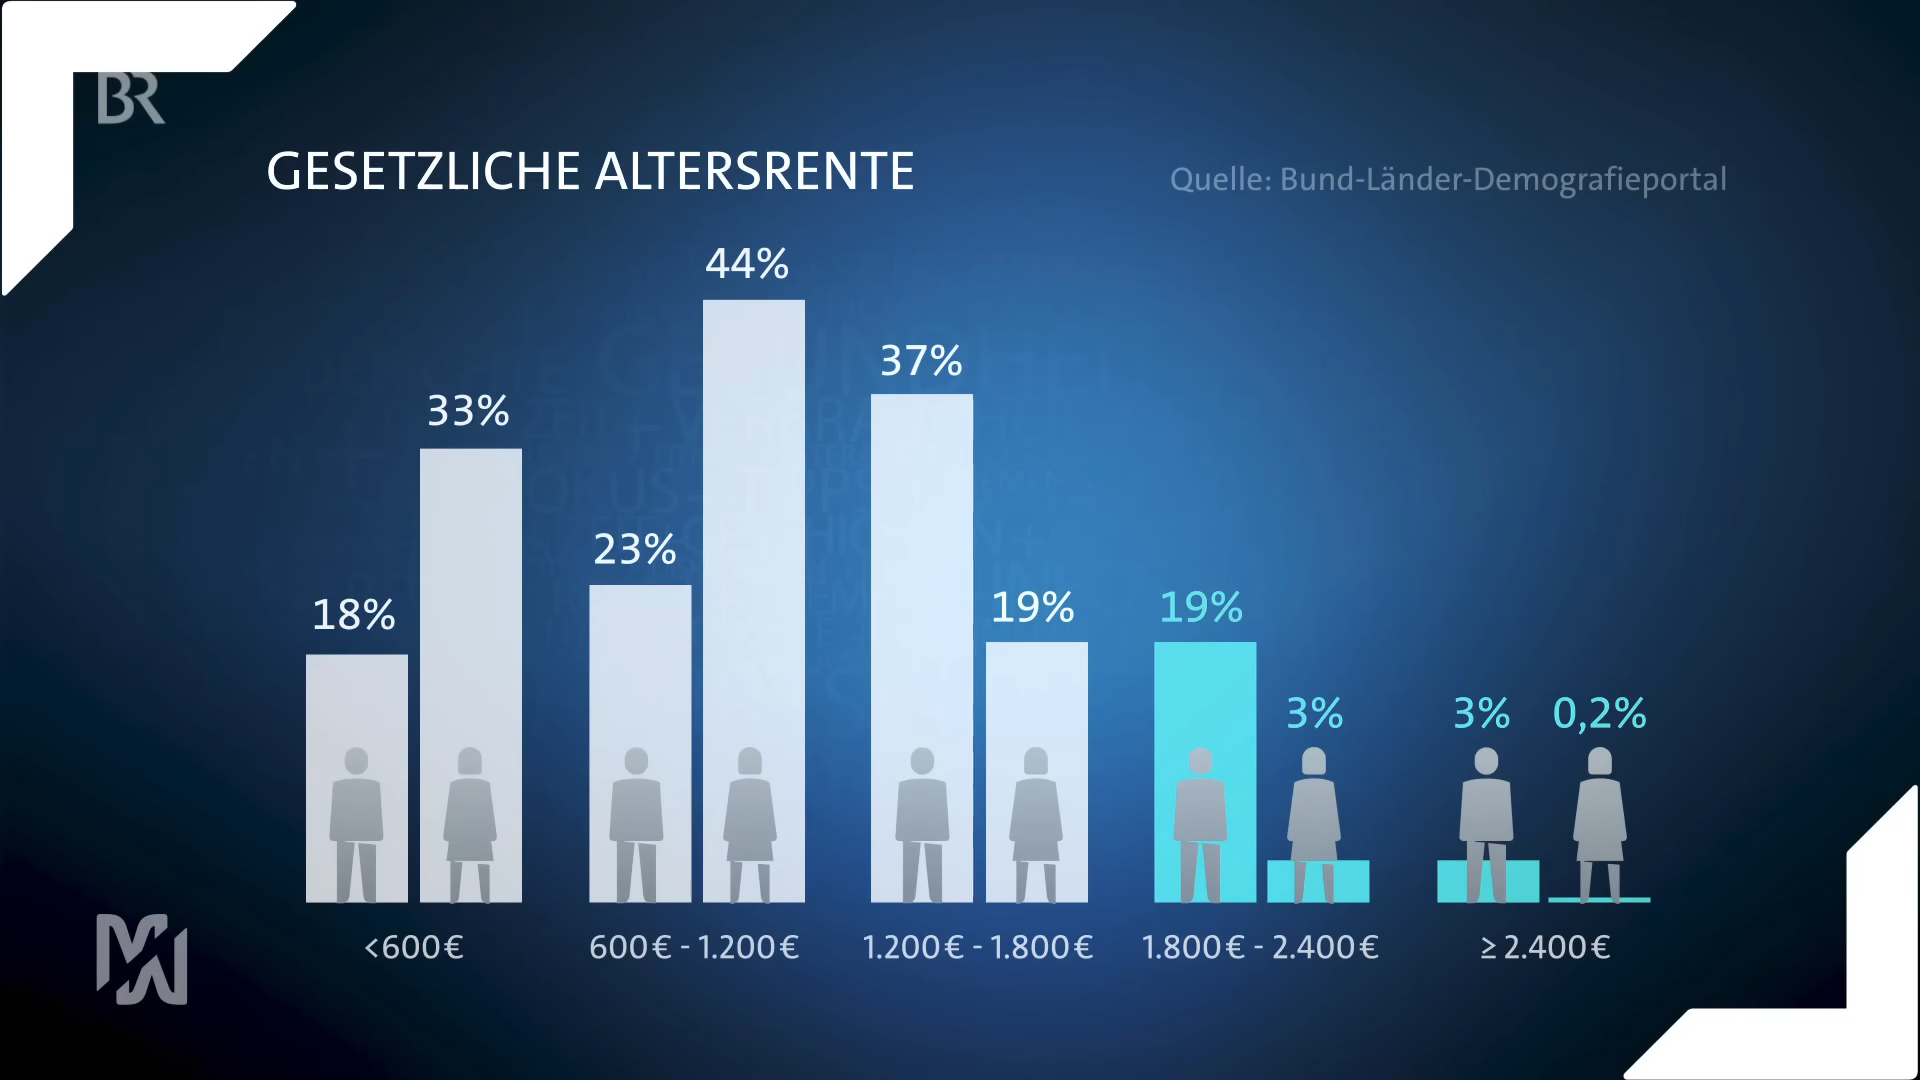 BR
GESETZLICHE ALTERSRENTE
Quelle: Bund-Länder-Demografieportal
18%
33%
23%
44%
37%
19%
19%
3%
3%
0,2%
<600€
600€ - 1.200€
1.200€ - 1.800€
1.800€ - 2.400€
≥ 2.400€